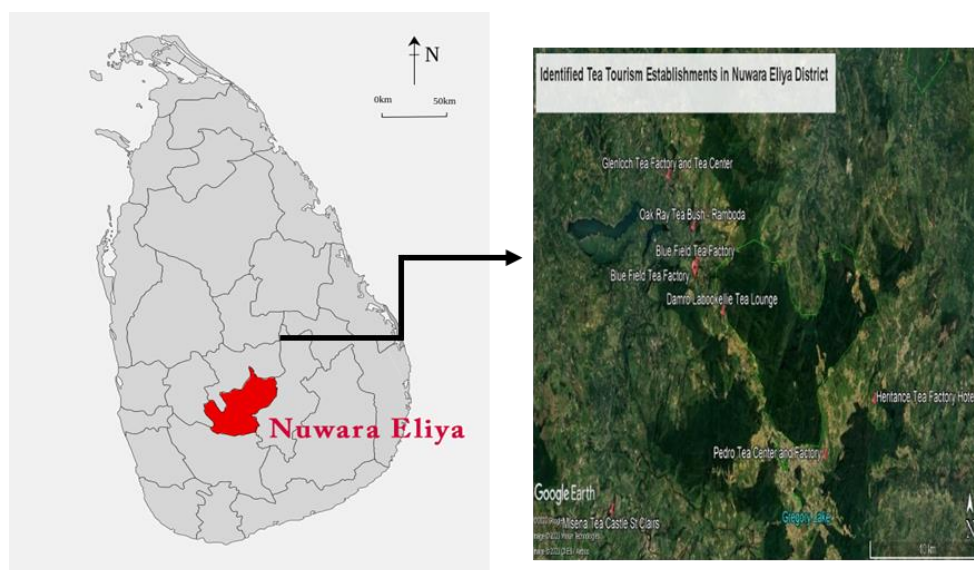 N
0km 50km
Nuwara Eliya
Identified Tea Tourism Establishments in Nuwara Eliya District
Glenloch Tea Factory and Tea Center
Oak Ray Tea Bush - Ramboda
Blue Field Tea Factory
Blue Field Tea Factory
Damro Labookellie Tea Lounge
Heritance Tea Factory Hote
Pedro Tea Center and Factory
Google Earth
Misena Tea Castle St Clairs
Gregory Lake
10 km